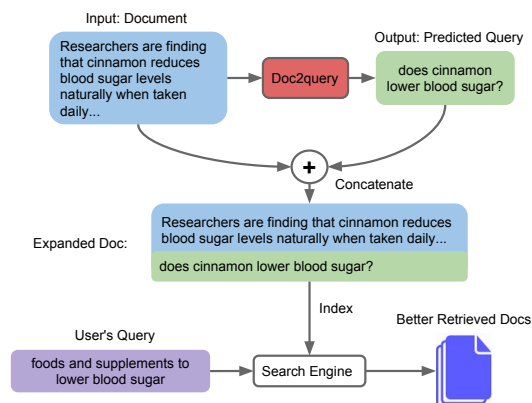 Input: Document
Output: Predicted Query
Researchers are finding
that cinnamon reduces
blood sugar levels
naturally when taken
daily...
Doc2query
does cinnamon
lower blood sugar?
+
Concatenate
Expanded Doc:
Researchers are finding that cinnamon reduces
blood sugar levels naturally when taken daily...
does cinnamon lower blood sugar?
Index
User's Query
Better Retrieved Docs
foods and supplements to
lower blood sugar
Search Engine